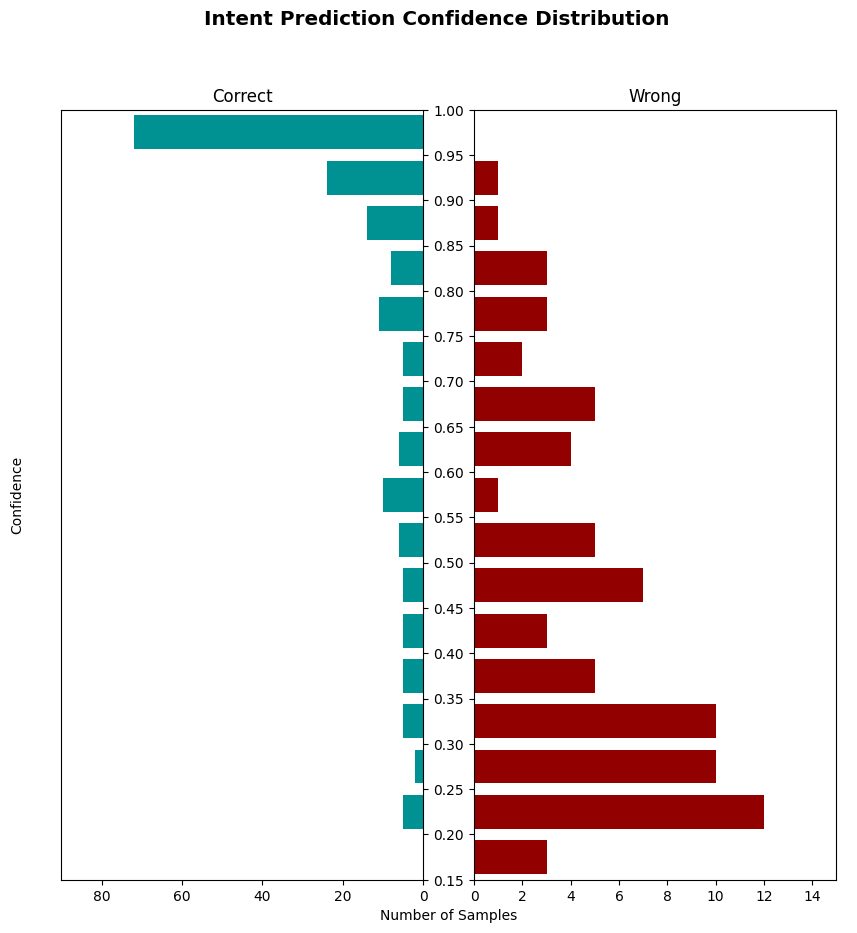 Intent Prediction Confidence Distribution
Correct
Wrong
1.00
0.95
0.90
0.85
0.80
0.75
0.70
0.65
0.60
0.55
0.50
0.45
0.40
0.35
0.30
0.25
0.20
0.15
Confidence
80 60 40 20 0
0 2 4 6 8 10 12 14
Number of Samples